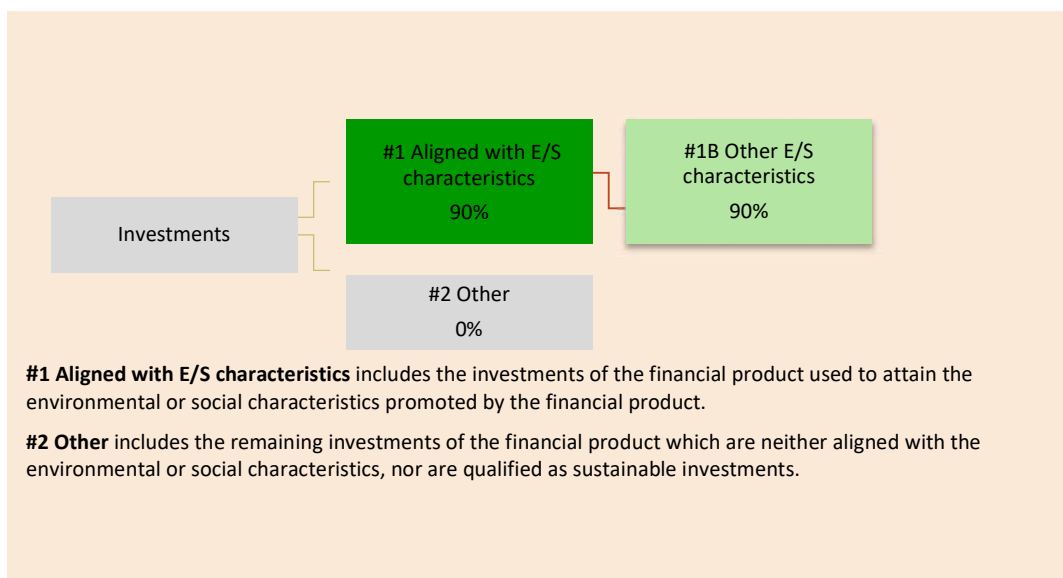 #1 Aligned with E/S
characteristics
90%
#1B Other E/S
characteristics
90%
Investments
#2 Other
0%
#1 Aligned with E/S characteristics includes the investments of the financial product used to attain the
environmental or social characteristics promoted by the financial product.
#2 Other includes the remaining investments of the financial product which are neither aligned with the
environmental or social characteristics, nor are qualified as sustainable investments.